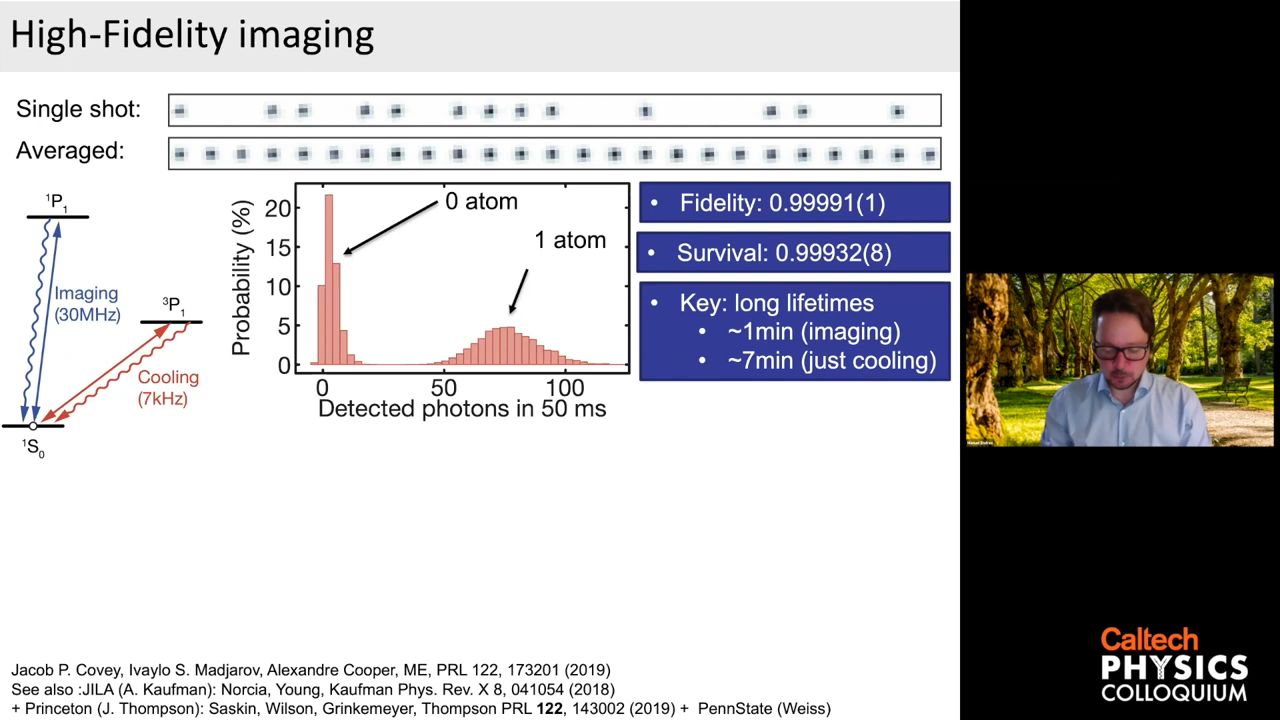 High-Fidelity imaging
Single shot:
Averaged:
¹P₁
Imaging
(30MHz)
³P₁
Cooling
(7kHz)
¹S₀
Probability (%)
20
15
10
5
0
0 atom
1 atom
0 50 100
Detected photons in 50 ms
• Fidelity: 0.99991(1)
• Survival: 0.99932(8)
• Key: long lifetimes
• ~1min (imaging)
• ~7min (just cooling)
Jacob P. Covey, Ivaylo S. Madjarov, Alexandre Cooper, ME, PRL 122, 173201 (2019)
See also :JILA (A. Kaufman): Norcia, Young, Kaufman Phys. Rev. X 8, 041054 (2018)
+ Princeton (J. Thompson): Saskin, Wilson, Grinkemeyer, Thompson PRL 122, 143002 (2019) + PennState (Weiss)
Caltech
PHYSICS
COLLOQUIUM